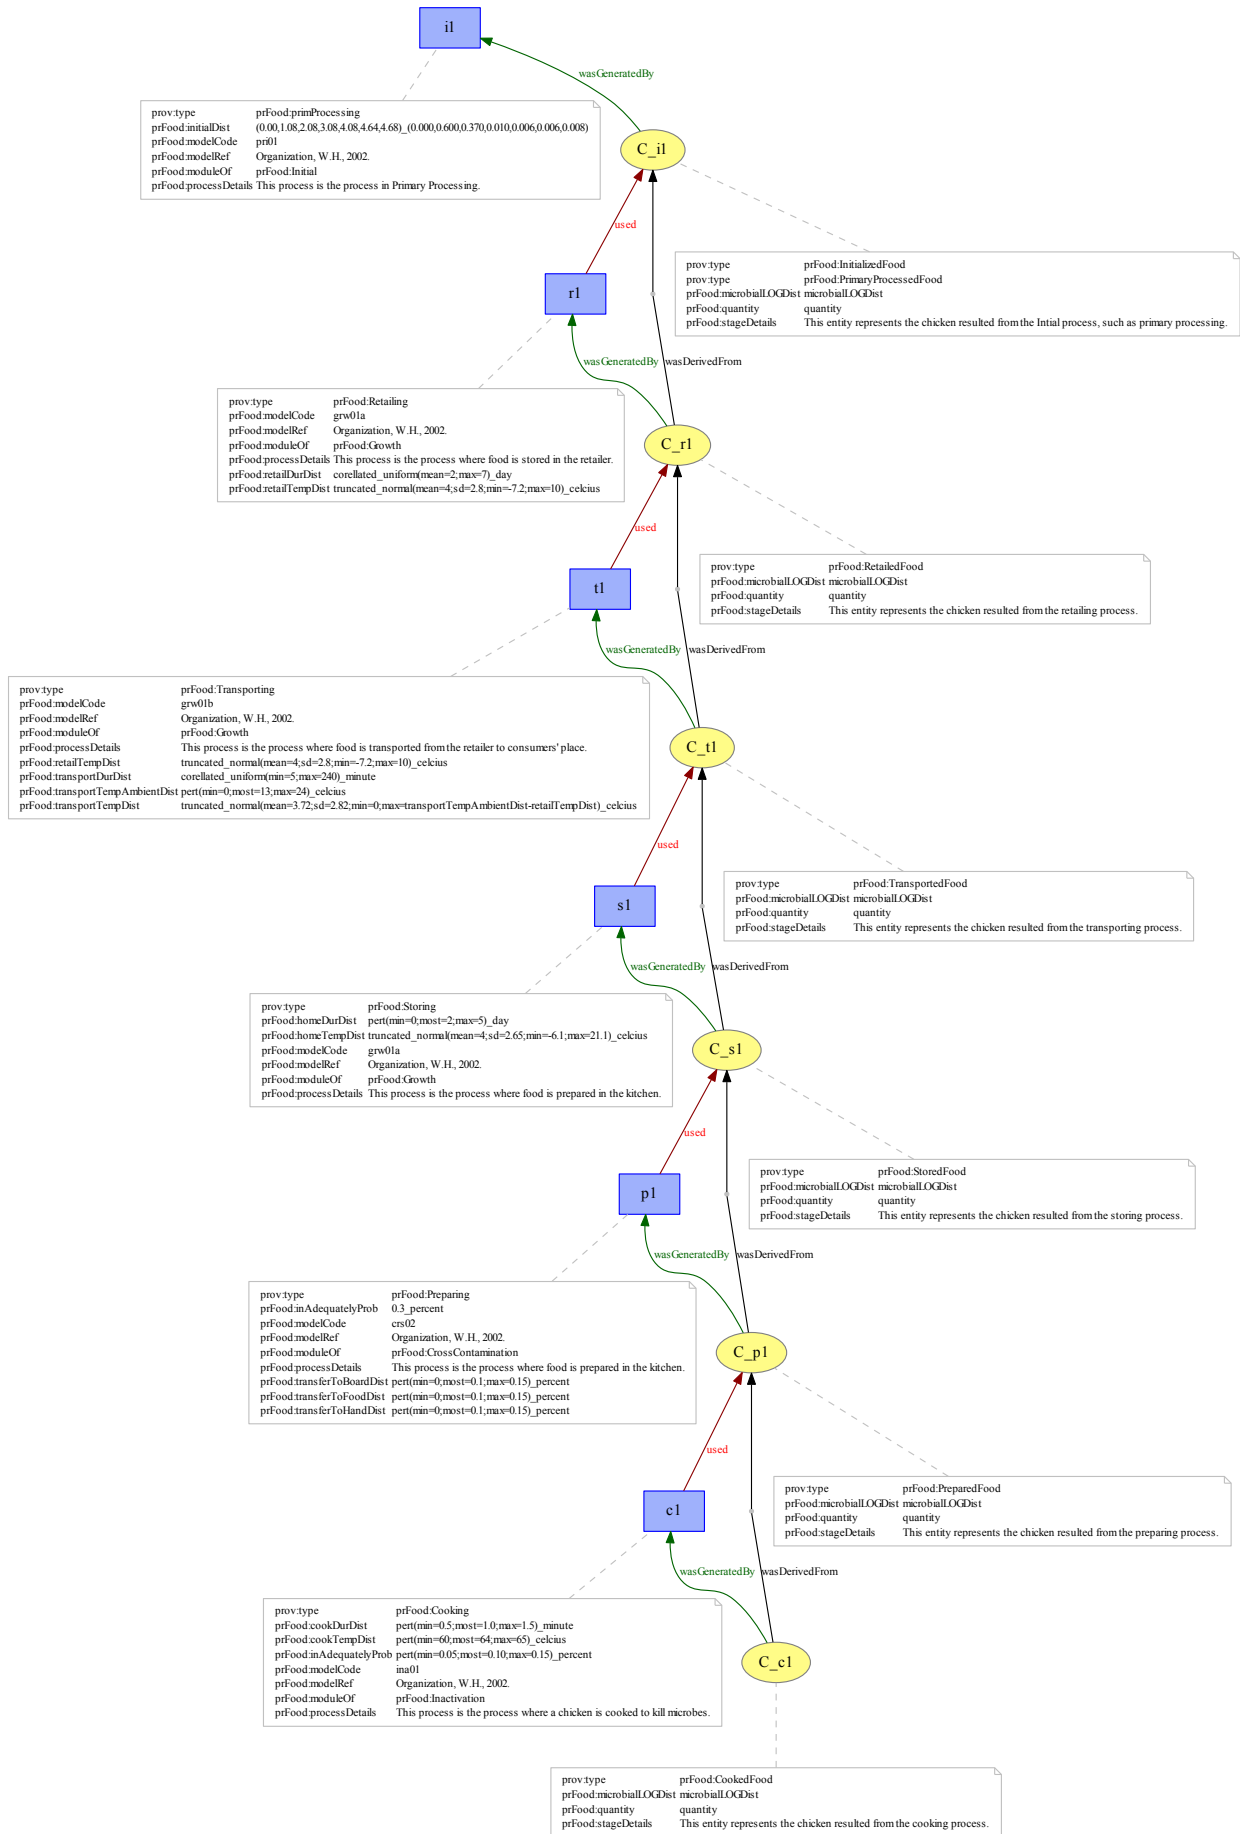 i1
wasGeneratedBy
prov:type prFood:primProcessing
prFood:initialDist (0.00,1.08,2.08,3.08,4.08,4.64,4.68)_(0.000,0.600,0.370,0.010,0.006,0.006,0.008)
prFood:modelCode pri01
prFood:modelRef Organization, W.H., 2002.
prFood:moduleOf prFood:Initial
prFood:processDetails This process is the process in Primary Processing.
C_i1
used
prov:type prFood:InitializedFood
prov:type prFood:PrimaryProcessedFood
prFood:microbialLOGDist microbialLOGDist
prFood:quantity quantity
prFood:stageDetails This entity represents the chicken resulted from the Intial process, such as primary processing.
r1
wasGeneratedBy wasDerivedFrom
prov:type prFood:Retailing
prFood:modelCode grw01a
prFood:modelRef Organization, W.H., 2002.
prFood:moduleOf prFood:Growth
prFood:processDetails This process is the process where food is stored in the retailer.
prFood:retailDurDist corellated_uniform(mean=2;max=7)_day
prFood:retailTempDist truncated_normal(mean=4;sd=2.8;min=-7.2;max=10)_celcius
C_r1
used
prov:type prFood:RetailedFood
prFood:microbialLOGDist microbialLOGDist
prFood:quantity quantity
prFood:stageDetails This entity represents the chicken resulted from the retailing process.
t1
wasGeneratedBy wasDerivedFrom
prov:type prFood:Transporting
prFood:modelCode grw01b
prFood:modelRef Organization, W.H., 2002.
prFood:moduleOf prFood:Growth
prFood:processDetails This process is the process where food is transported from the retailer to consumers' place.
prFood:retailTempDist truncated_normal(mean=4;sd=2.8;min=-7.2;max=10)_celcius
prFood:transportDurDist corellated_uniform(min=5;max=240)_minute
prFood:transportTempAmbientDist pert(min=0;most=13;max=24)_celcius
prFood:transportTempDist truncated_normal(mean=3.72;sd=2.82;min=0;max=transportTempAmbientDist-retailTempDist)_celcius
C_t1
used
prov:type prFood:TransportedFood
prFood:microbialLOGDist microbialLOGDist
prFood:quantity quantity
prFood:stageDetails This entity represents the chicken resulted from the transporting process.
s1
wasGeneratedBy wasDerivedFrom
prov:type prFood:Storing
prFood:homeDurDist pert(min=0;most=2;max=5)_day
prFood:homeTempDist truncated_normal(mean=4;sd=2.65;min=-6.1;max=21.1)_celcius
prFood:modelCode grw01a
prFood:modelRef Organization, W.H., 2002.
prFood:moduleOf prFood:Growth
prFood:processDetails This process is the process where food is prepared in the kitchen.
C_s1
used
prov:type prFood:StoredFood
prFood:microbialLOGDist microbialLOGDist
prFood:quantity quantity
prFood:stageDetails This entity represents the chicken resulted from the storing process.
p1
wasGeneratedBy wasDerivedFrom
prov:type prFood:Preparing
prFood:inAdequatelyProb 0.3_percent
prFood:modelCode crs02
prFood:modelRef Organization, W.H., 2002.
prFood:moduleOf prFood:CrossContamination
prFood:processDetails This process is the process where food is prepared in the kitchen.
prFood:transferToBoardDist pert(min=0;most=0.1;max=0.15)_percent
prFood:transferToFoodDist pert(min=0;most=0.1;max=0.15)_percent
prFood:transferToHandDist pert(min=0;most=0.1;max=0.15)_percent
C_p1
used
prov:type prFood:PreparedFood
prFood:microbialLOGDist microbialLOGDist
prFood:quantity quantity
prFood:stageDetails This entity represents the chicken resulted from the preparing process.
c1
wasGeneratedBy wasDerivedFrom
prov:type prFood:Cooking
prFood:cookDurDist pert(min=0.5;most=1.0;max=1.5)_minute
prFood:cookTempDist pert(min=60;most=64;max=65)_celcius
prFood:inAdequatelyProb pert(min=0.05;most=0.10;max=0.15)_percent
prFood:modelCode ina01
prFood:modelRef Organization, W.H., 2002.
prFood:moduleOf prFood:Inactivation
prFood:processDetails This process is the process where a chicken is cooked to kill microbes.
C_c1
prov:type prFood:CookedFood
prFood:microbialLOGDist microbialLOGDist
prFood:quantity quantity
prFood:stageDetails This entity represents the chicken resulted from the cooking process.